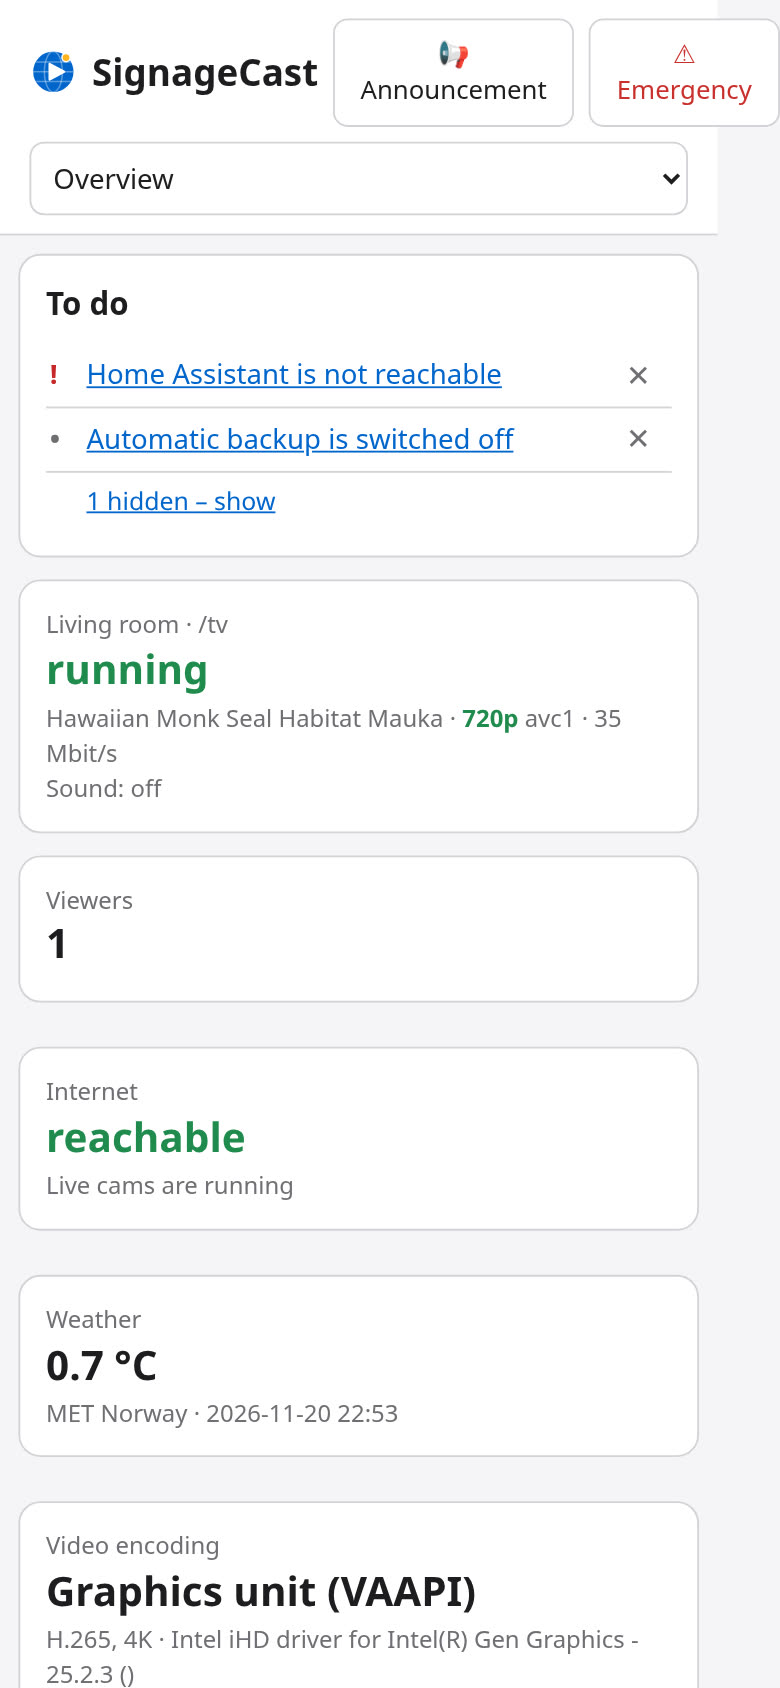 SignageCast
📢 Announcement
⚠ Emergency
Overview
To do
! Home Assistant is not reachable ✕
• Automatic backup is switched off ✕
1 hidden – show
Living room · /tv
running
Hawaiian Monk Seal Habitat Mauka · 720p avc1 · 35
Mbit/s
Sound: off
Viewers
1
Internet
reachable
Live cams are running
Weather
0.7 °C
MET Norway · 2026-11-20 22:53
Video encoding
Graphics unit (VAAPI)
H.265, 4K · Intel iHD driver for Intel(R) Gen Graphics -
25.2.3 ()